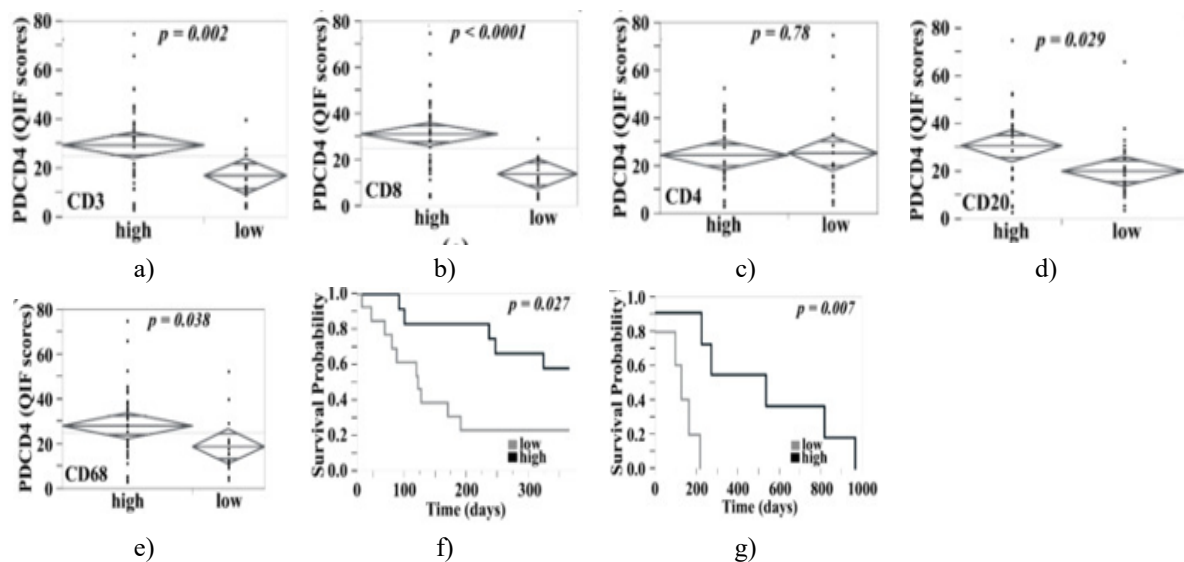 80
60
40
20
0
PDCD4 (QIF scores)
p = 0.002
CD3
high low
a)
80
60
40
20
0
PDCD4 (QIF scores)
p < 0.0001
CD8
high low
b)
80
60
40
20
0
PDCD4 (QIF scores)
p = 0.78
CD4
high low
c)
80
60
40
20
0
PDCD4 (QIF scores)
p = 0.029
CD20
high low
d)
80
60
40
20
0
PDCD4 (QIF scores)
p = 0.038
CD68
high low
e)
1.0
0.8
0.6
0.4
0.2
0.0
Survival Probability
p = 0.027
low
high
0 100 200 300
Time (days)
f)
1.0
0.8
0.6
0.4
0.2
0.0
Survival Probability
p = 0.007
low
high
0 200 400 600 800 1000
Time (days)
g)